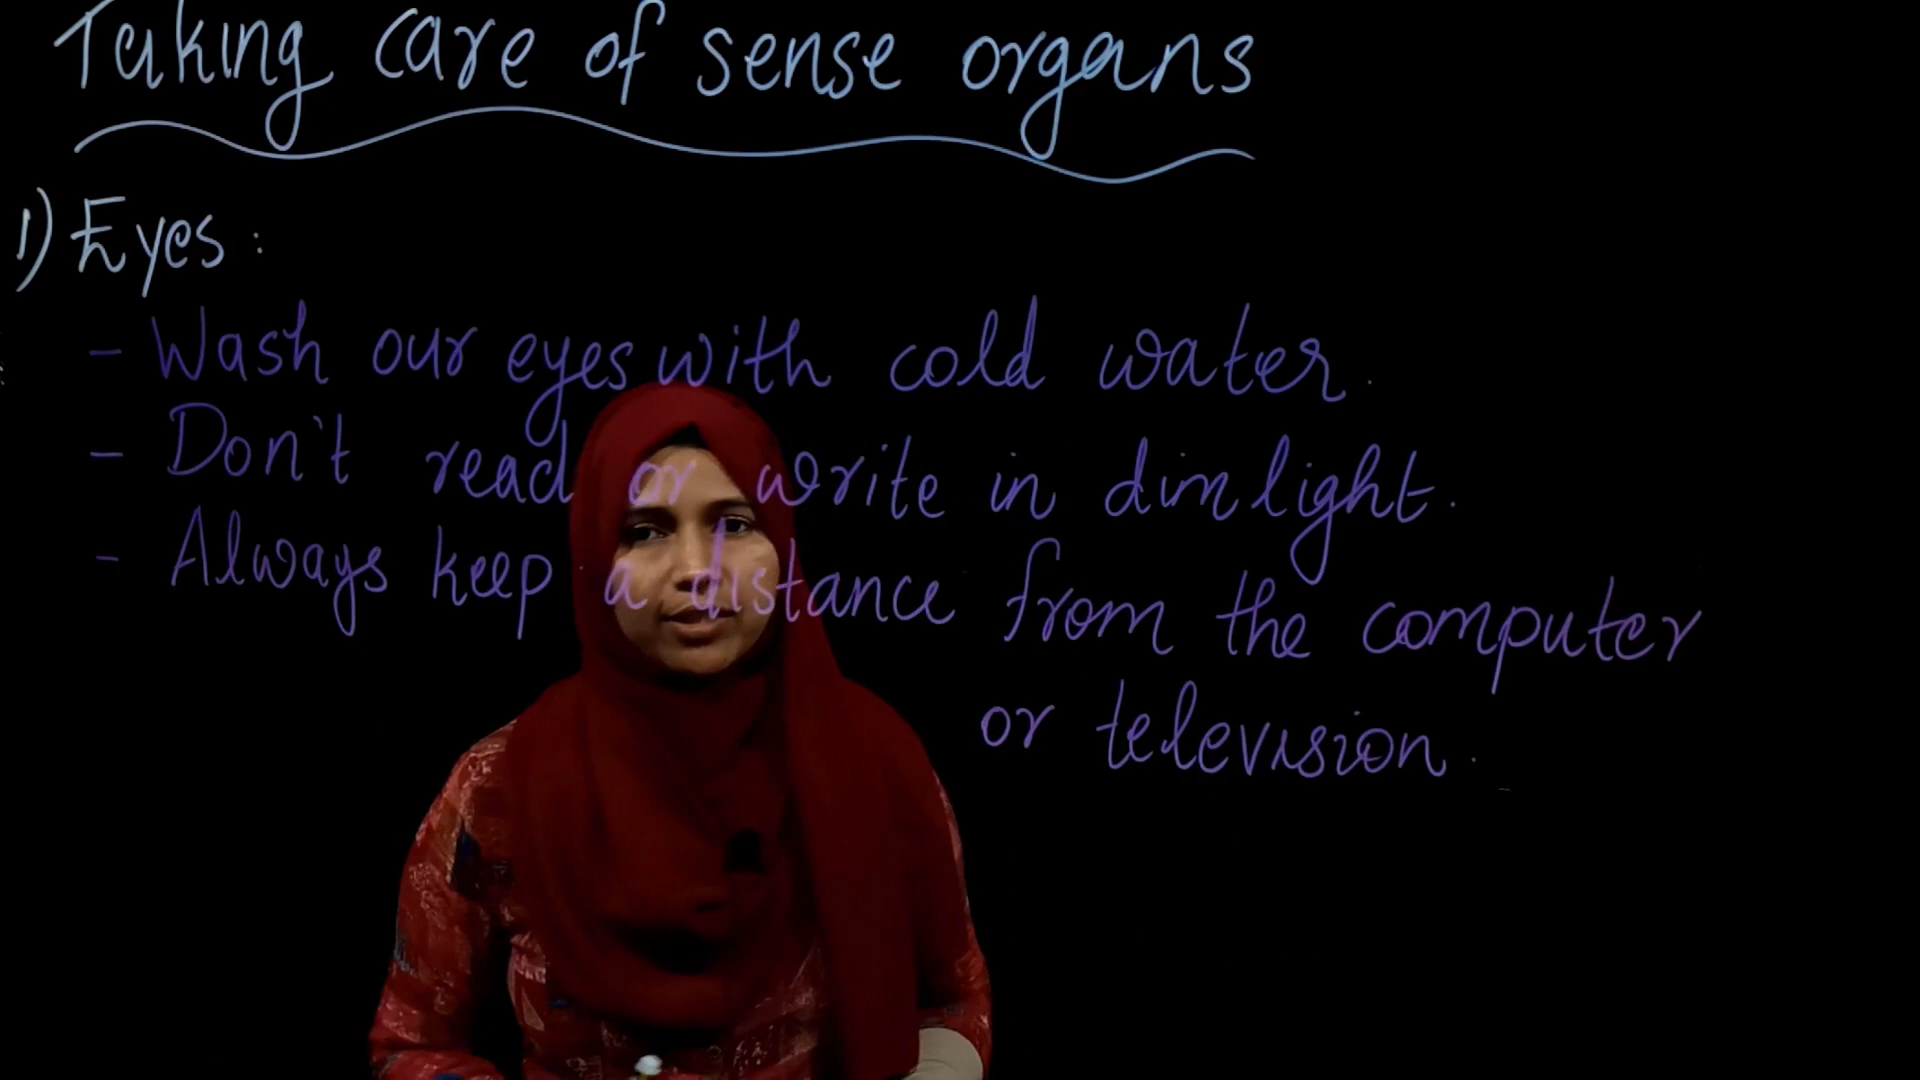 Taking care of sense organs
1) Eyes:
- Wash our eyes with cold water.
- Don't read or write in dim light.
- Always keep a distance from the computer
or television.